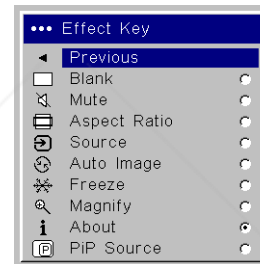 ••• Effect Key
Previous
Blank
Mute
Aspect Ratio
Source
Auto Image
Freeze
Magnify
i About
P PiP Source